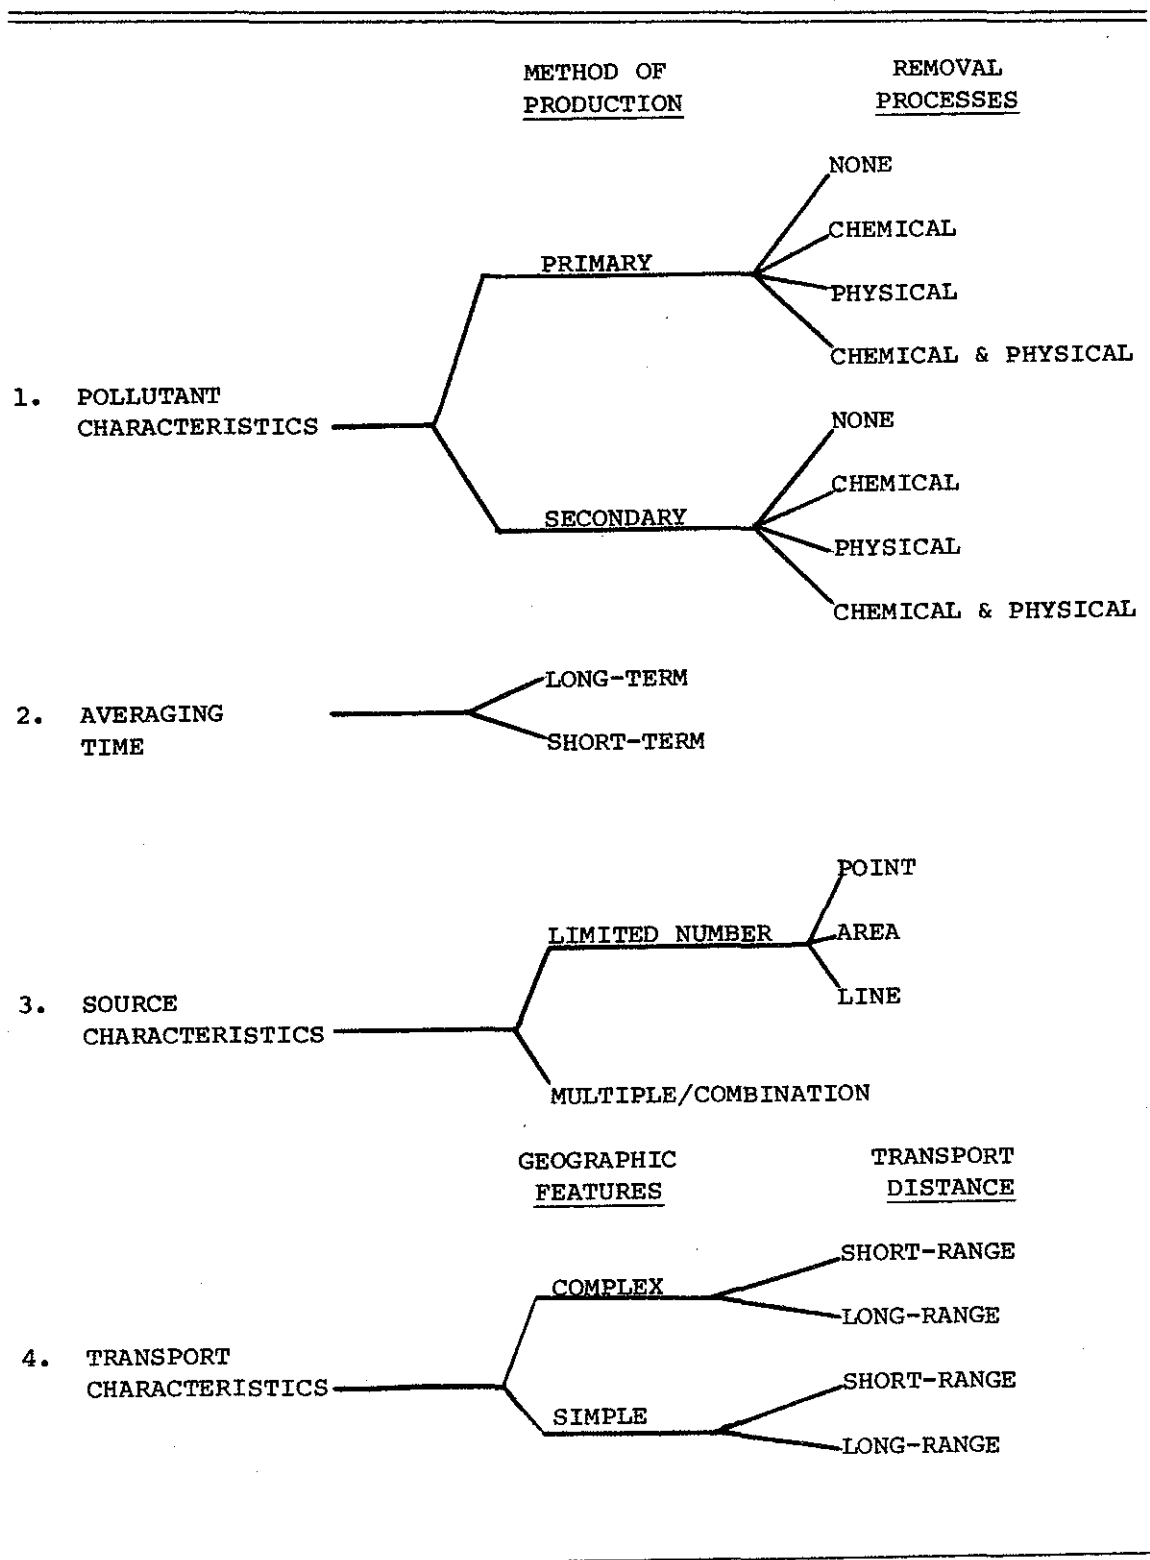 METHOD OF
PRODUCTION
REMOVAL
PROCESSES
NONE
CHEMICAL
PRIMARY
PHYSICAL
CHEMICAL & PHYSICAL
1. POLLUTANT
CHARACTERISTICS
NONE
CHEMICAL
SECONDARY
PHYSICAL
CHEMICAL & PHYSICAL
LONG-TERM
2. AVERAGING
TIME
SHORT-TERM
POINT
LIMITED NUMBER
AREA
LINE
3. SOURCE
CHARACTERISTICS
MULTIPLE/COMBINATION
GEOGRAPHIC
FEATURES
TRANSPORT
DISTANCE
SHORT-RANGE
COMPLEX
LONG-RANGE
4. TRANSPORT
CHARACTERISTICS
SHORT-RANGE
SIMPLE
LONG-RANGE